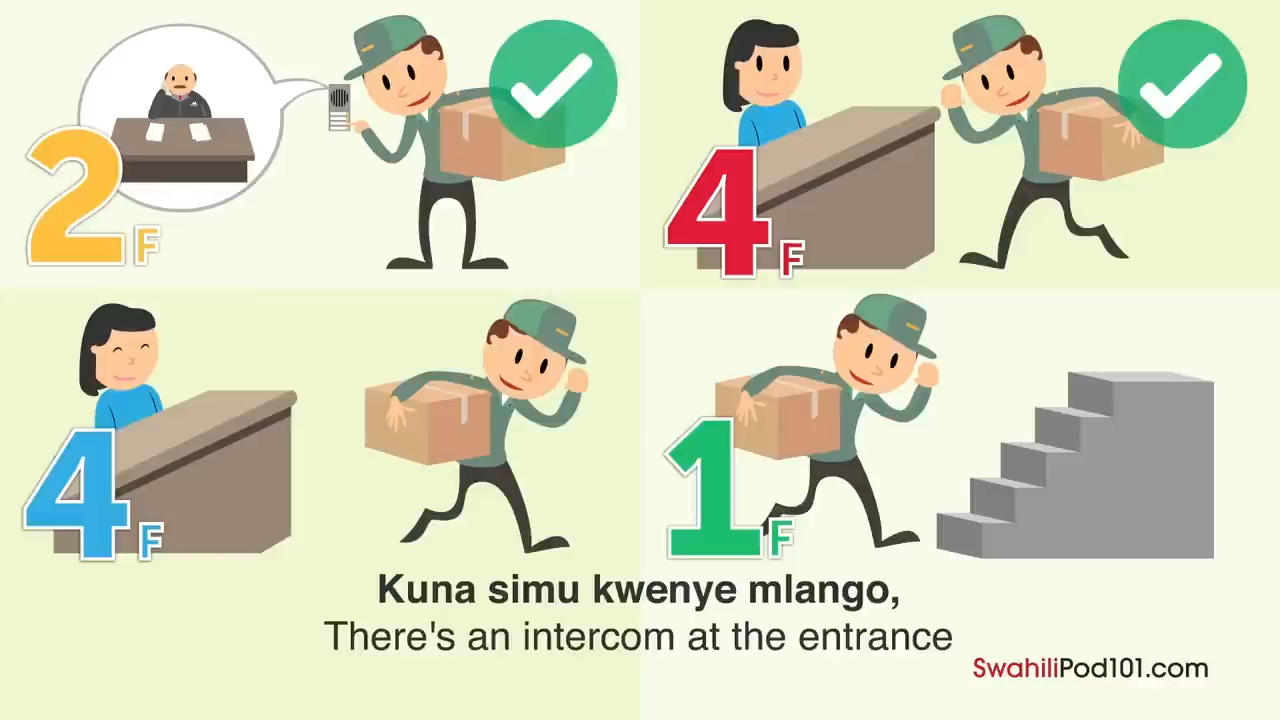 2F
4F
4F
1F
Kuna simu kwenye mlango,
There's an intercom at the entrance
SwahiliPod101.com